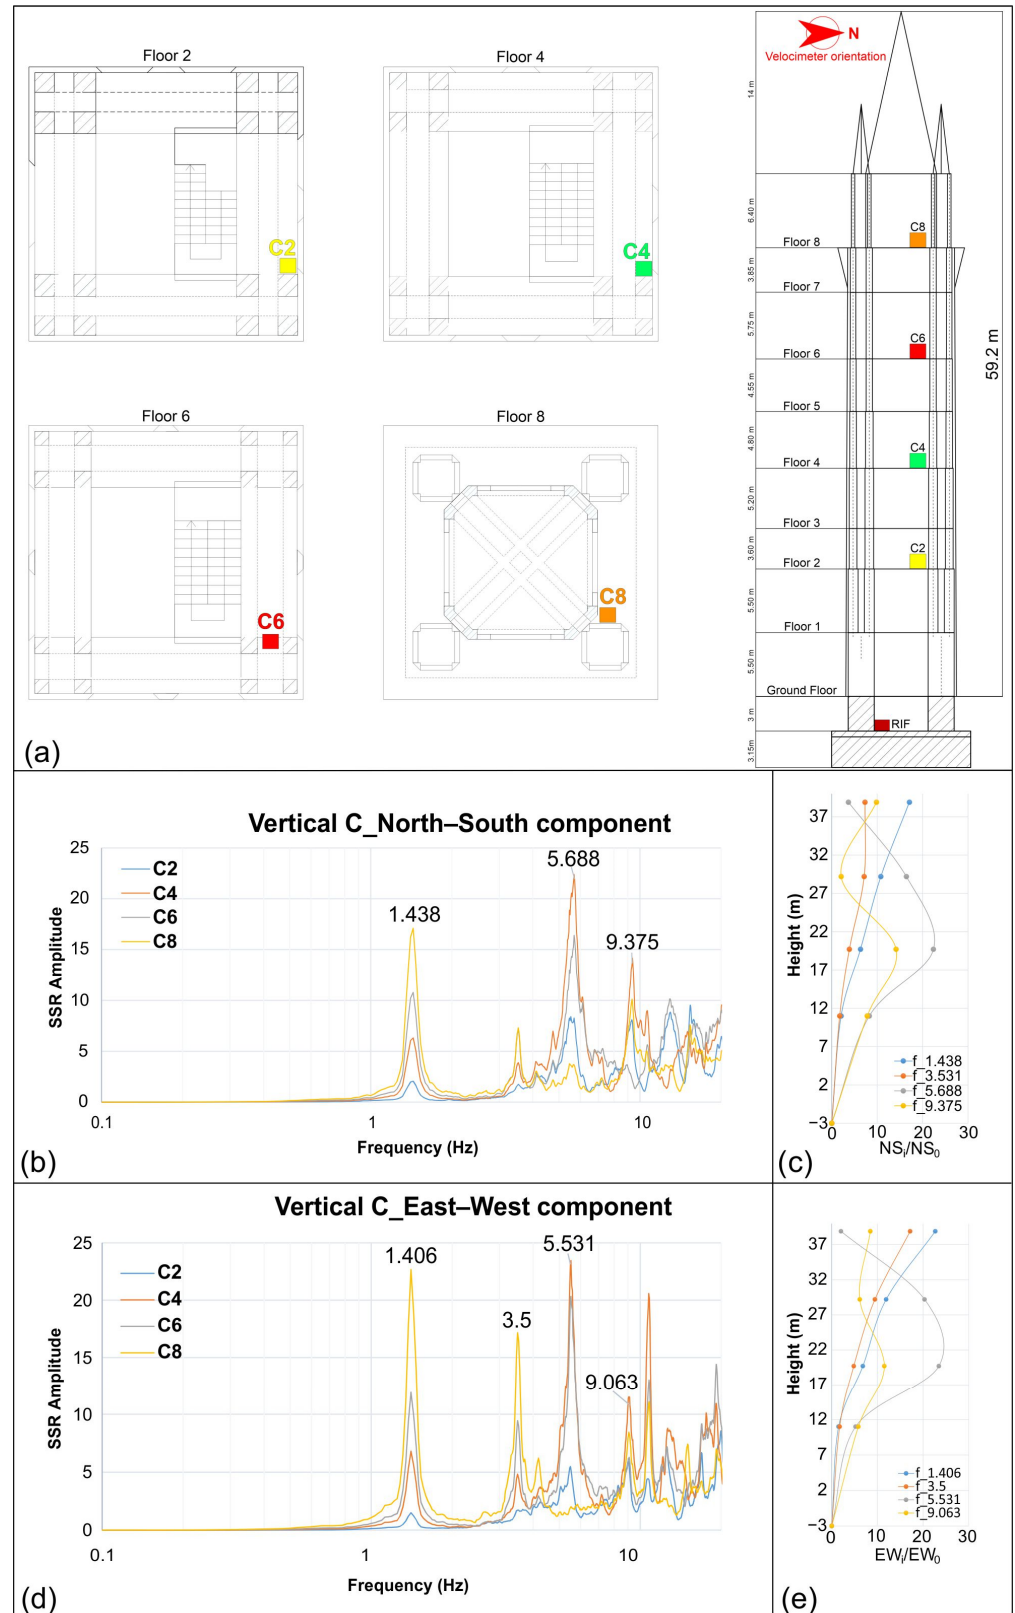 Floor 2
Floor 4
C2
C4
Floor 6
Floor 8
C6
C8
(a)
N
Velocimeter orientation
14 m
6.40 m
Floor 8
C8
3.85 m
Floor 7
5.75 m
C6
Floor 6
59.2 m
4.55 m
Floor 5
4.80 m
C4
Floor 4
5.20 m
Floor 3
3.60 m
C2
Floor 2
5.50 m
Floor 1
5.50 m
Ground Floor
3 m
RIF
3.15m
Vertical C_North–South component
25
20
15
10
5
0
SSR Amplitude
C2
C4
C6
C8
1.438
5.688
9.375
0.1
1
10
Frequency (Hz)
(b)
37
32
27
22
17
12
7
2
−3
Height (m)
f_1.438
f_3.531
f_5.688
f_9.375
0
10
20
30
NSᵢ/NS₀
(c)
Vertical C_East–West component
25
20
15
10
5
0
SSR Amplitude
C2
C4
C6
C8
1.406
3.5
5.531
9.063
0.1
1
10
Frequency (Hz)
(d)
37
32
27
22
17
12
7
2
−3
Height (m)
f_1.406
f_3.5
f_5.531
f_9.063
0
10
20
30
EWᵢ/EW₀
(e)